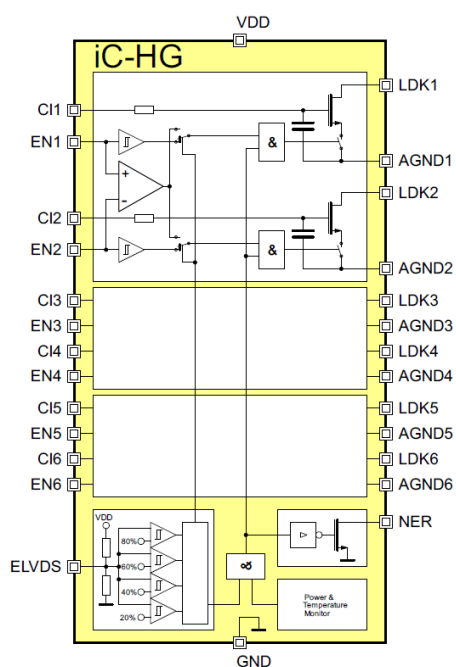 VDD
iC-HG
CI1
LDK1
EN1
&
AGND1
+
-
LDK2
CI2
EN2
&
AGND2
CI3
LDK3
EN3
AGND3
CI4
LDK4
EN4
AGND4
CI5
LDK5
EN5
AGND5
CI6
LDK6
EN6
AGND6
VDD
NER
80%
ELVDS
60%
&
40%
Power &
Temperature
Monitor
20%
GND